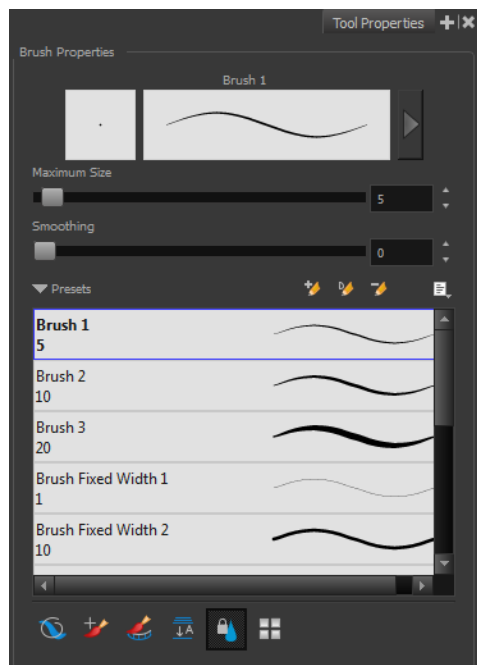 Tool Properties
Brush Properties
Brush 1
Maximum Size
5
Smoothing
0
Presets
Brush 1
5
Brush 2
10
Brush 3
20
Brush Fixed Width 1
1
Brush Fixed Width 2
10